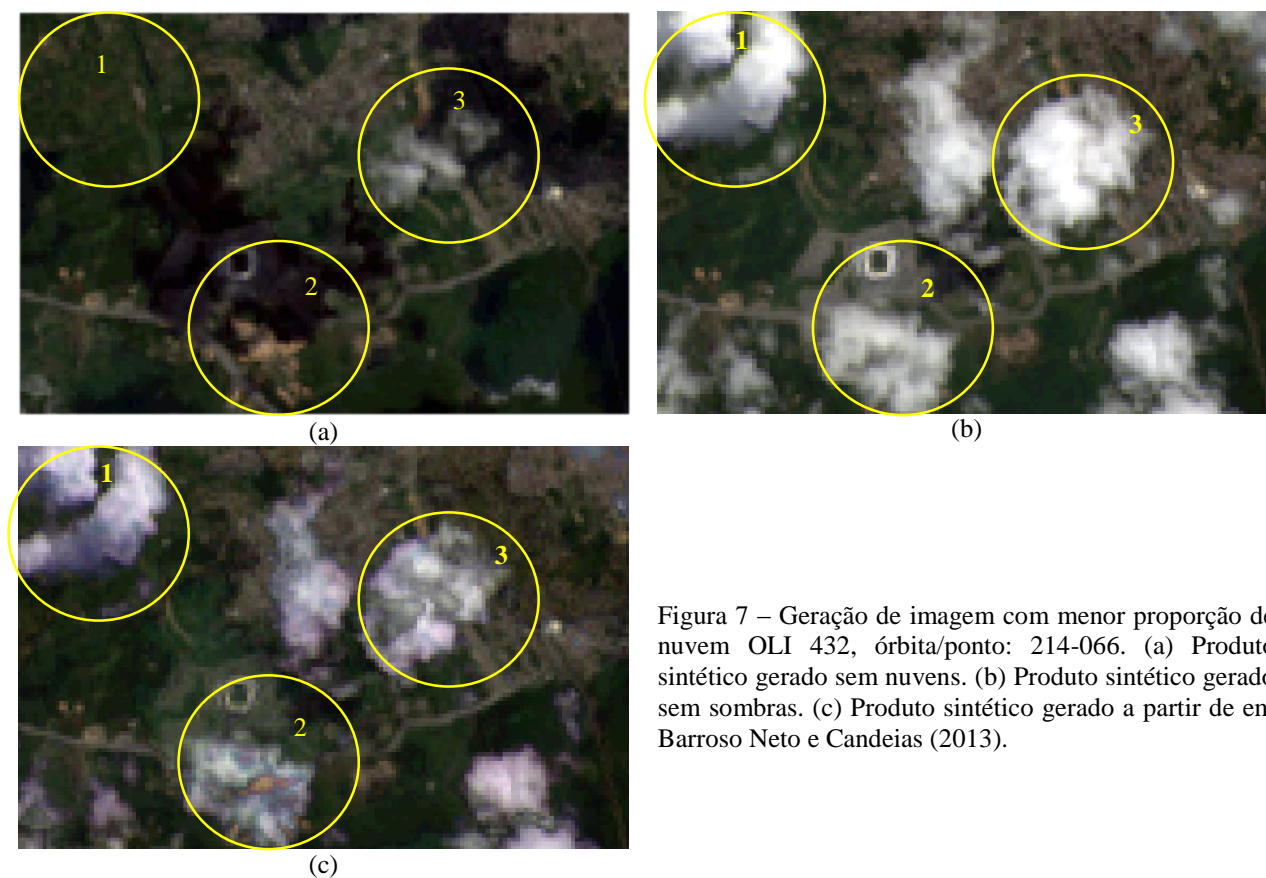 1
3
2
(a)
1
3
2
(b)
1
3
2
(c)
Figura 7 – Geração de imagem com menor proporção de
nuvem OLI 432, órbita/ponto: 214-066. (a) Produto
sintético gerado sem nuvens. (b) Produto sintético gerado
sem sombras. (c) Produto sintético gerado a partir de em
Barroso Neto e Candeias (2013).